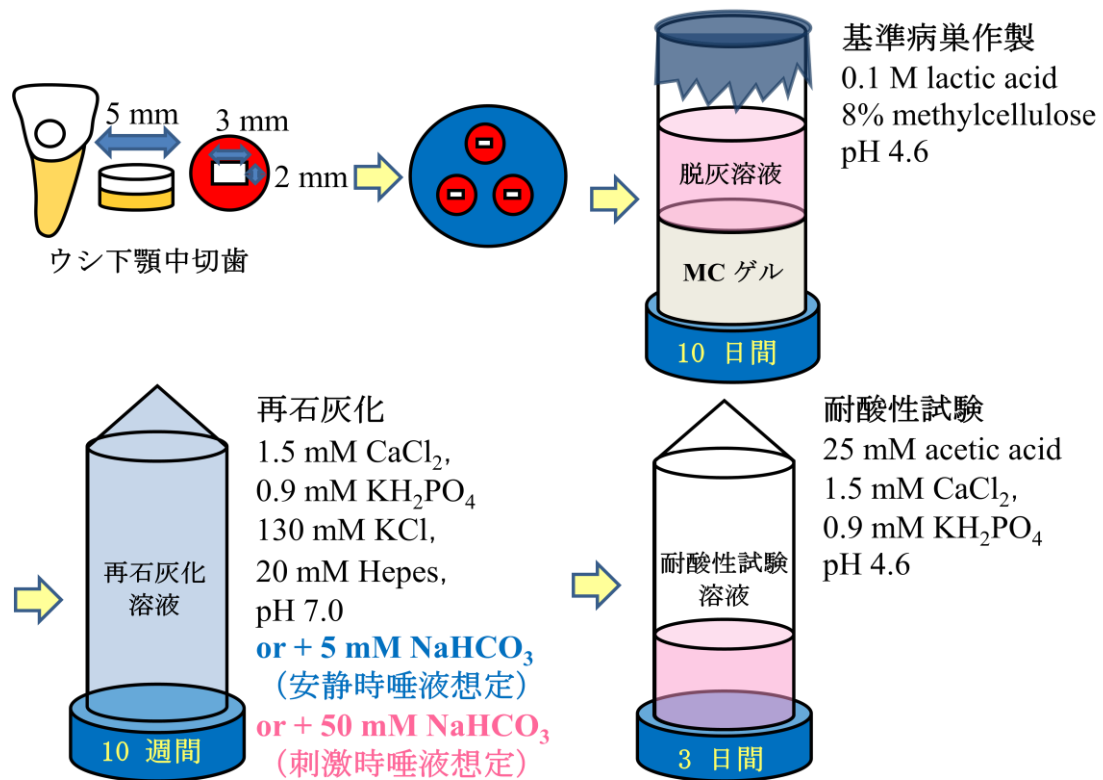 基準病巣作製
0.1 M lactic acid
8% methylcellulose
pH 4.6
5 mm
3 mm
2 mm
ウシ下顎中切歯
脱灰溶液
MC ゲル
10 日間
再石灰化
1.5 mM CaCl₂,
0.9 mM KH₂PO₄
130 mM KCl,
20 mM Hepes,
pH 7.0
or + 5 mM NaHCO₃
（安静時唾液想定）
or + 50 mM NaHCO₃
（刺激時唾液想定）
再石灰化
溶液
10 週間
耐酸性試験
25 mM acetic acid
1.5 mM CaCl₂,
0.9 mM KH₂PO₄
pH 4.6
耐酸性試験
溶液
3 日間